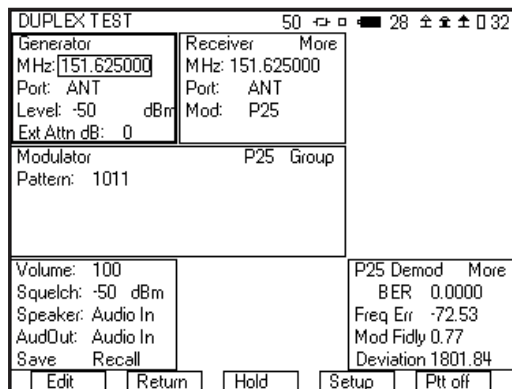 DUPLEX TEST 50 28 32
Generator
MHz: 151.625000
Port: ANT
Level: -50 dBm
Ext Attn dB: 0
Receiver More
MHz: 151.625000
Port: ANT
Mod: P25
Modulator P25 Group
Pattern: 1011
Volume: 100
Squelch: -50 dBm
Speaker: Audio In
AudOut: Audio In
Save Recall
P25 Demod More
BER 0.0000
Freq Err -72.53
Mod Fidly 0.77
Deviation 1801.84
Edit Return Hold Setup Ptt off